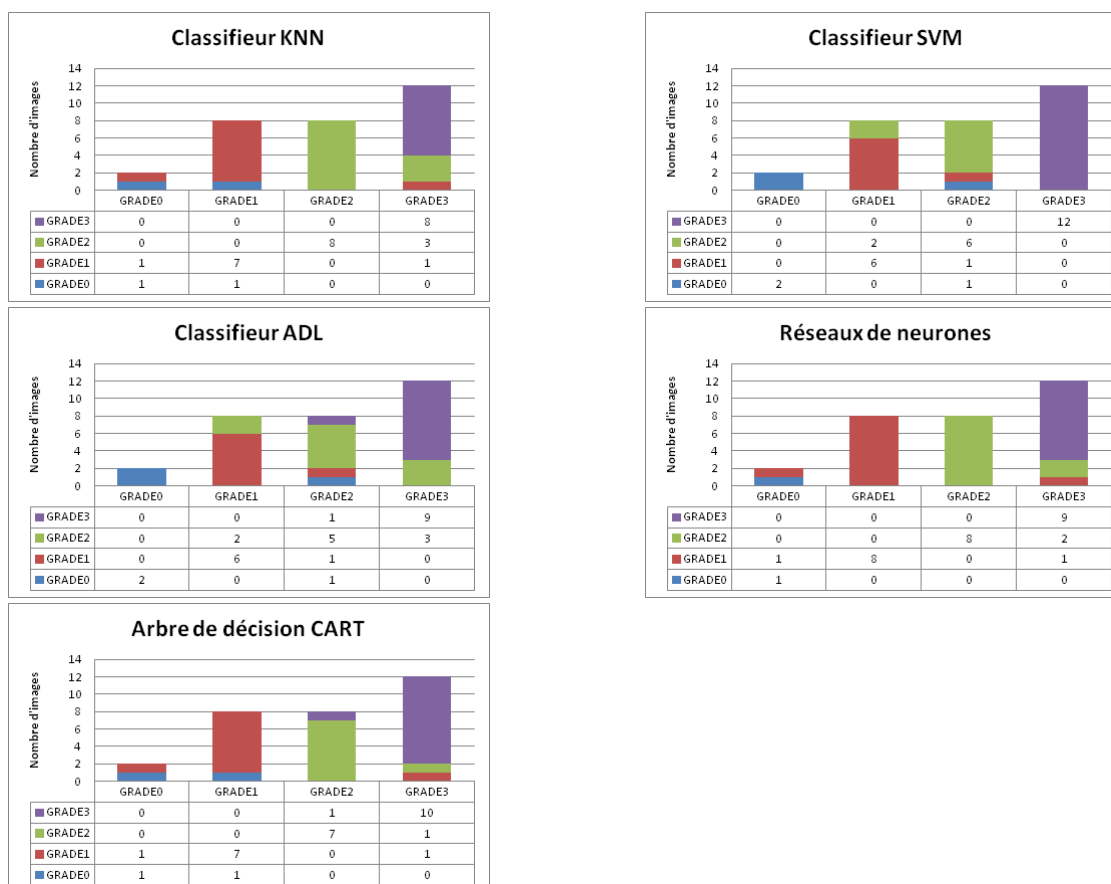 Classifieur KNN
Nombre d'images
14
12
10
8
6
4
2
0
GRADE0 GRADE1 GRADE2 GRADE3
GRADE3 0 0 0 8
GRADE2 0 0 8 3
GRADE1 1 7 0 1
GRADE0 1 1 0 0
Classifieur SVM
Nombre d'images
14
12
10
8
6
4
2
0
GRADE0 GRADE1 GRADE2 GRADE3
GRADE3 0 0 0 12
GRADE2 0 2 6 0
GRADE1 0 6 1 0
GRADE0 2 0 1 0
Classifieur ADL
Nombre d'images
14
12
10
8
6
4
2
0
GRADE0 GRADE1 GRADE2 GRADE3
GRADE3 0 0 1 9
GRADE2 0 2 5 3
GRADE1 0 6 1 0
GRADE0 2 0 1 0
Réseaux de neurones
Nombre d'images
14
12
10
8
6
4
2
0
GRADE0 GRADE1 GRADE2 GRADE3
GRADE3 0 0 0 9
GRADE2 0 0 8 2
GRADE1 1 8 0 1
GRADE0 1 0 0 0
Arbre de décision CART
Nombre d'images
14
12
10
8
6
4
2
0
GRADE0 GRADE1 GRADE2 GRADE3
GRADE3 0 0 1 10
GRADE2 0 0 7 1
GRADE1 1 7 0 1
GRADE0 1 1 0 0